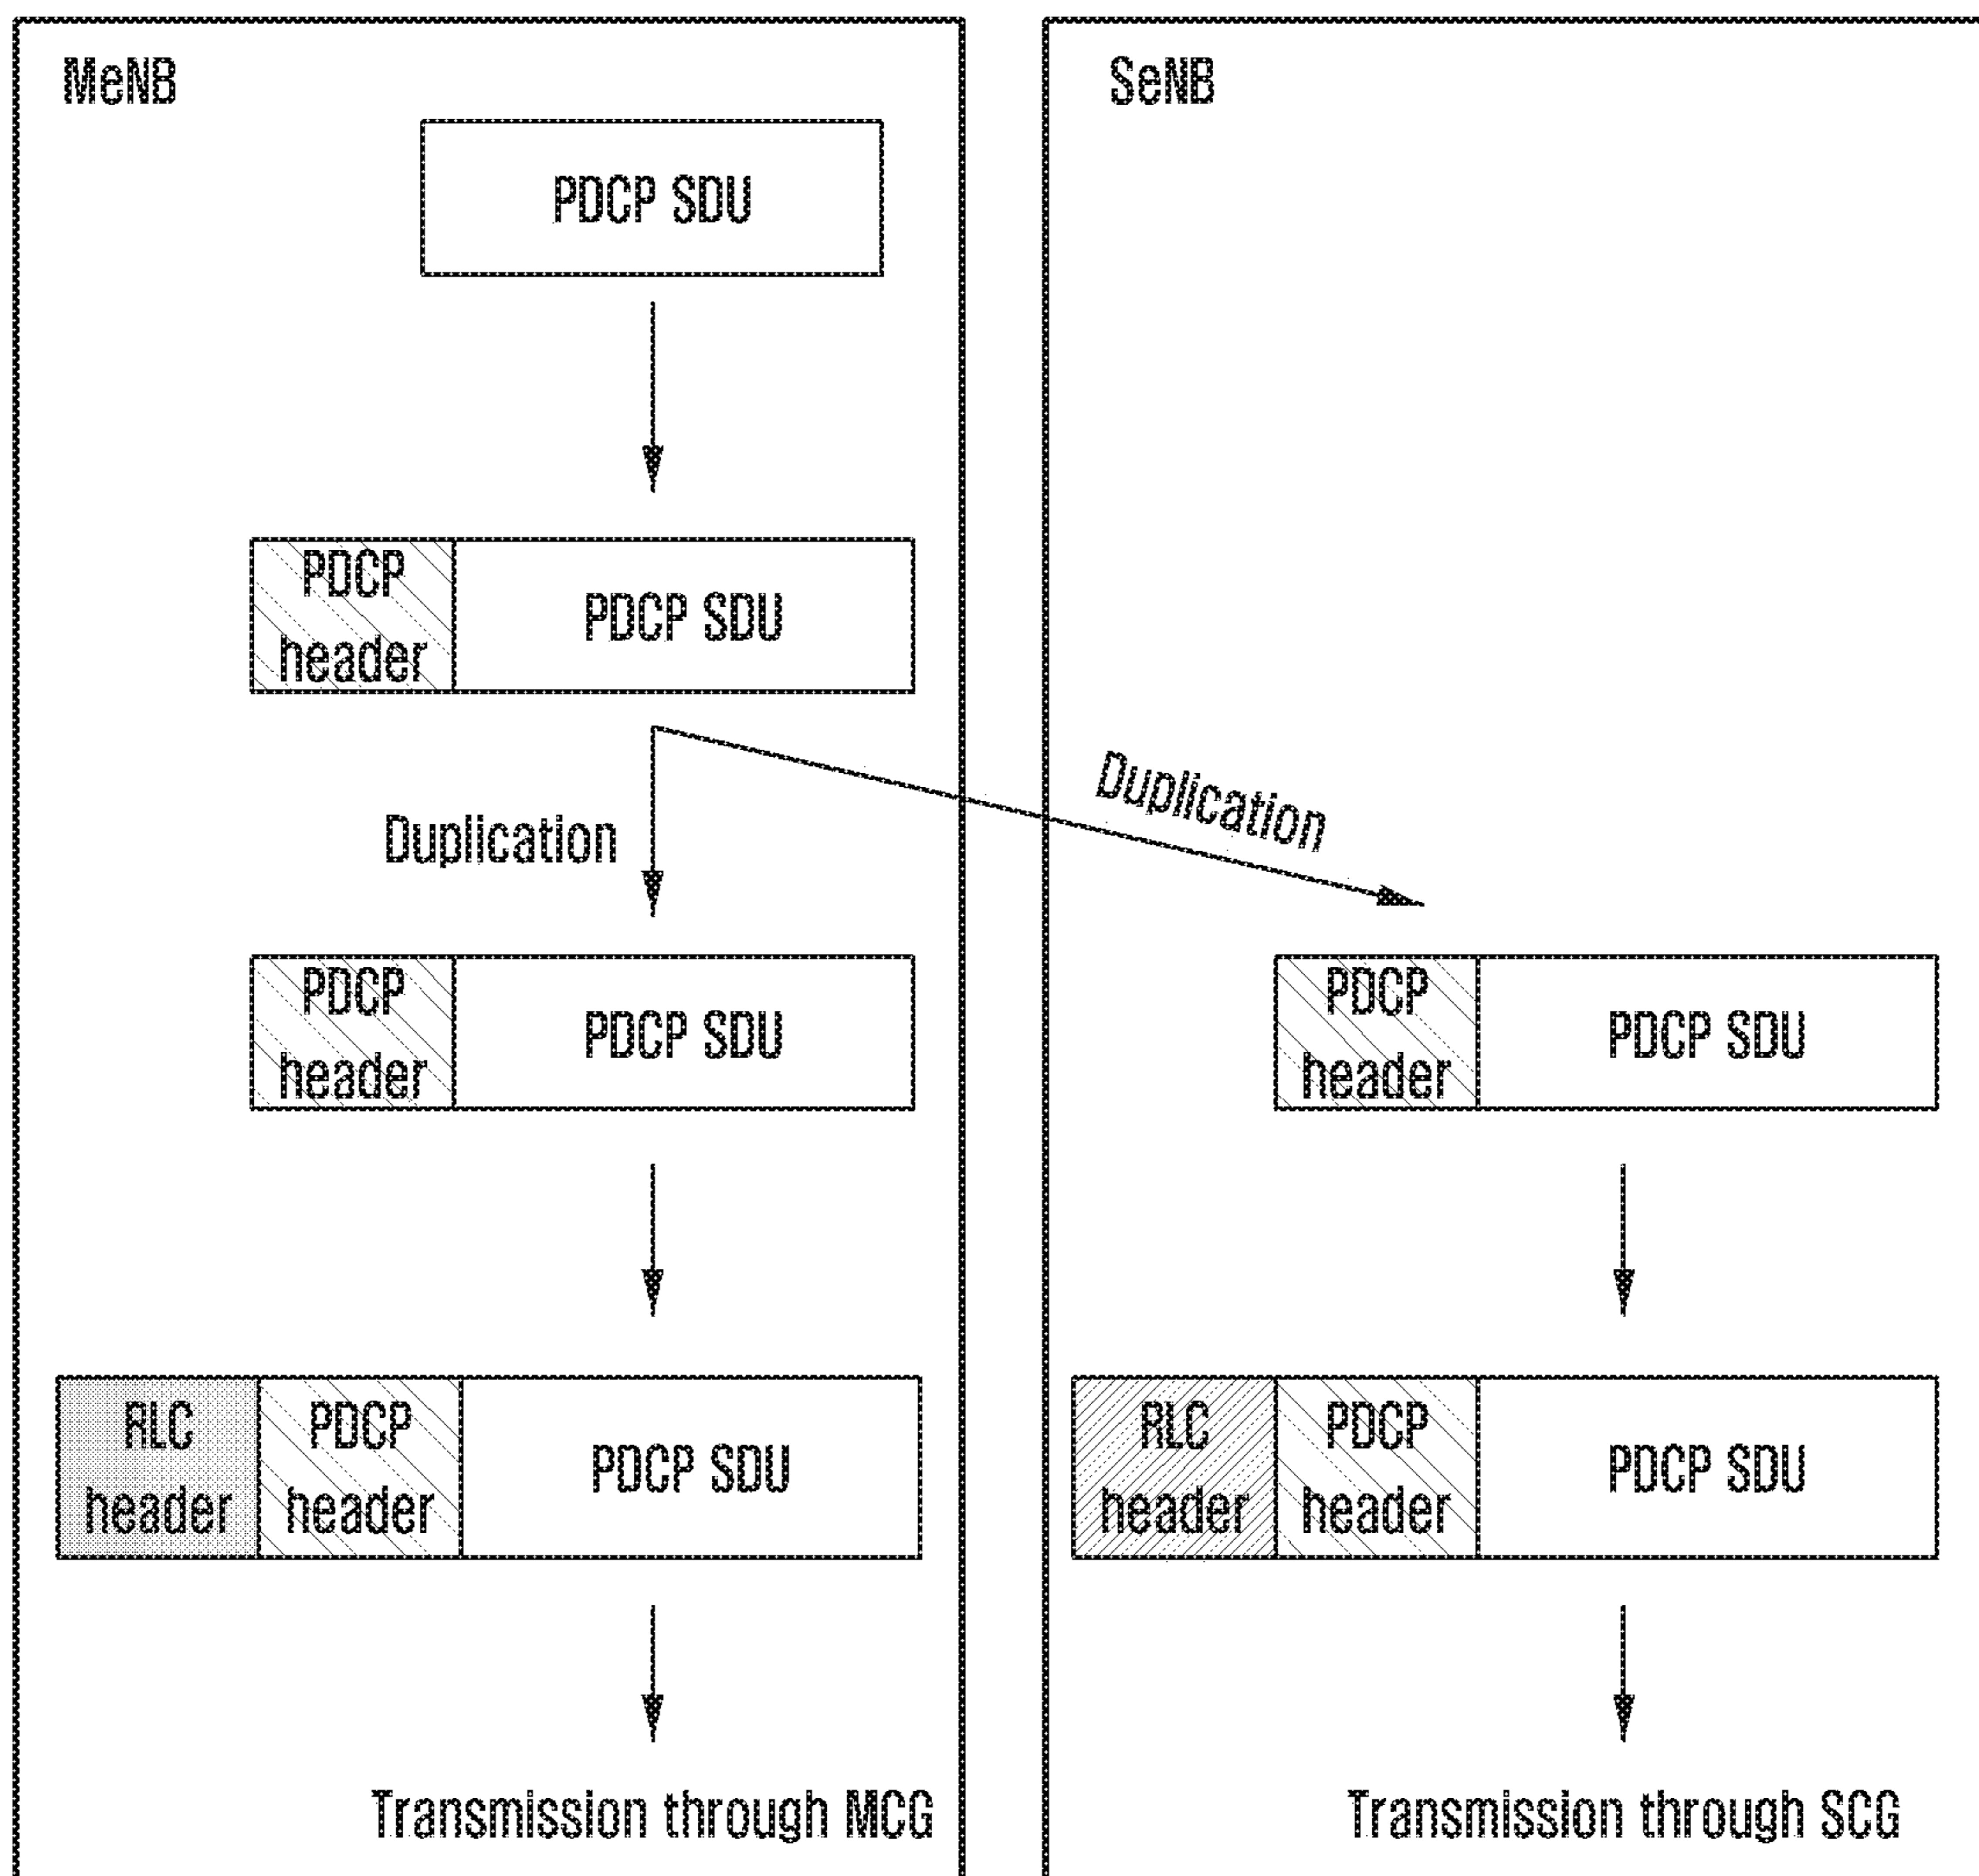 MeNB
PDCP SDU
PDCP
header
PDCP SDU
Duplication
PDCP
header
PDCP SDU
RLC
header
PDCP
header
PDCP SDU
Transmission through MCG
SeNB
Duplication
PDCP
header
PDCP SDU
RLC
header
PDCP
header
PDCP SDU
Transmission through SCG